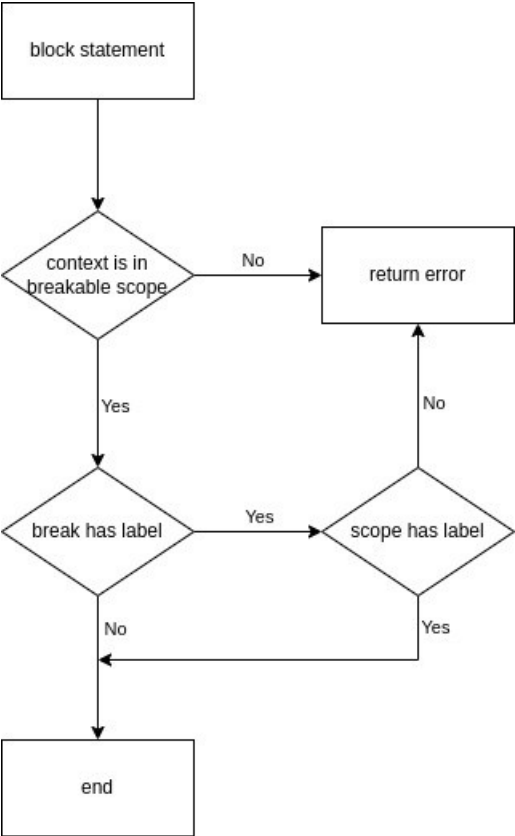 block statement
context is in
breakable scope
No
return error
Yes
No
break has label
Yes
scope has label
No
Yes
end